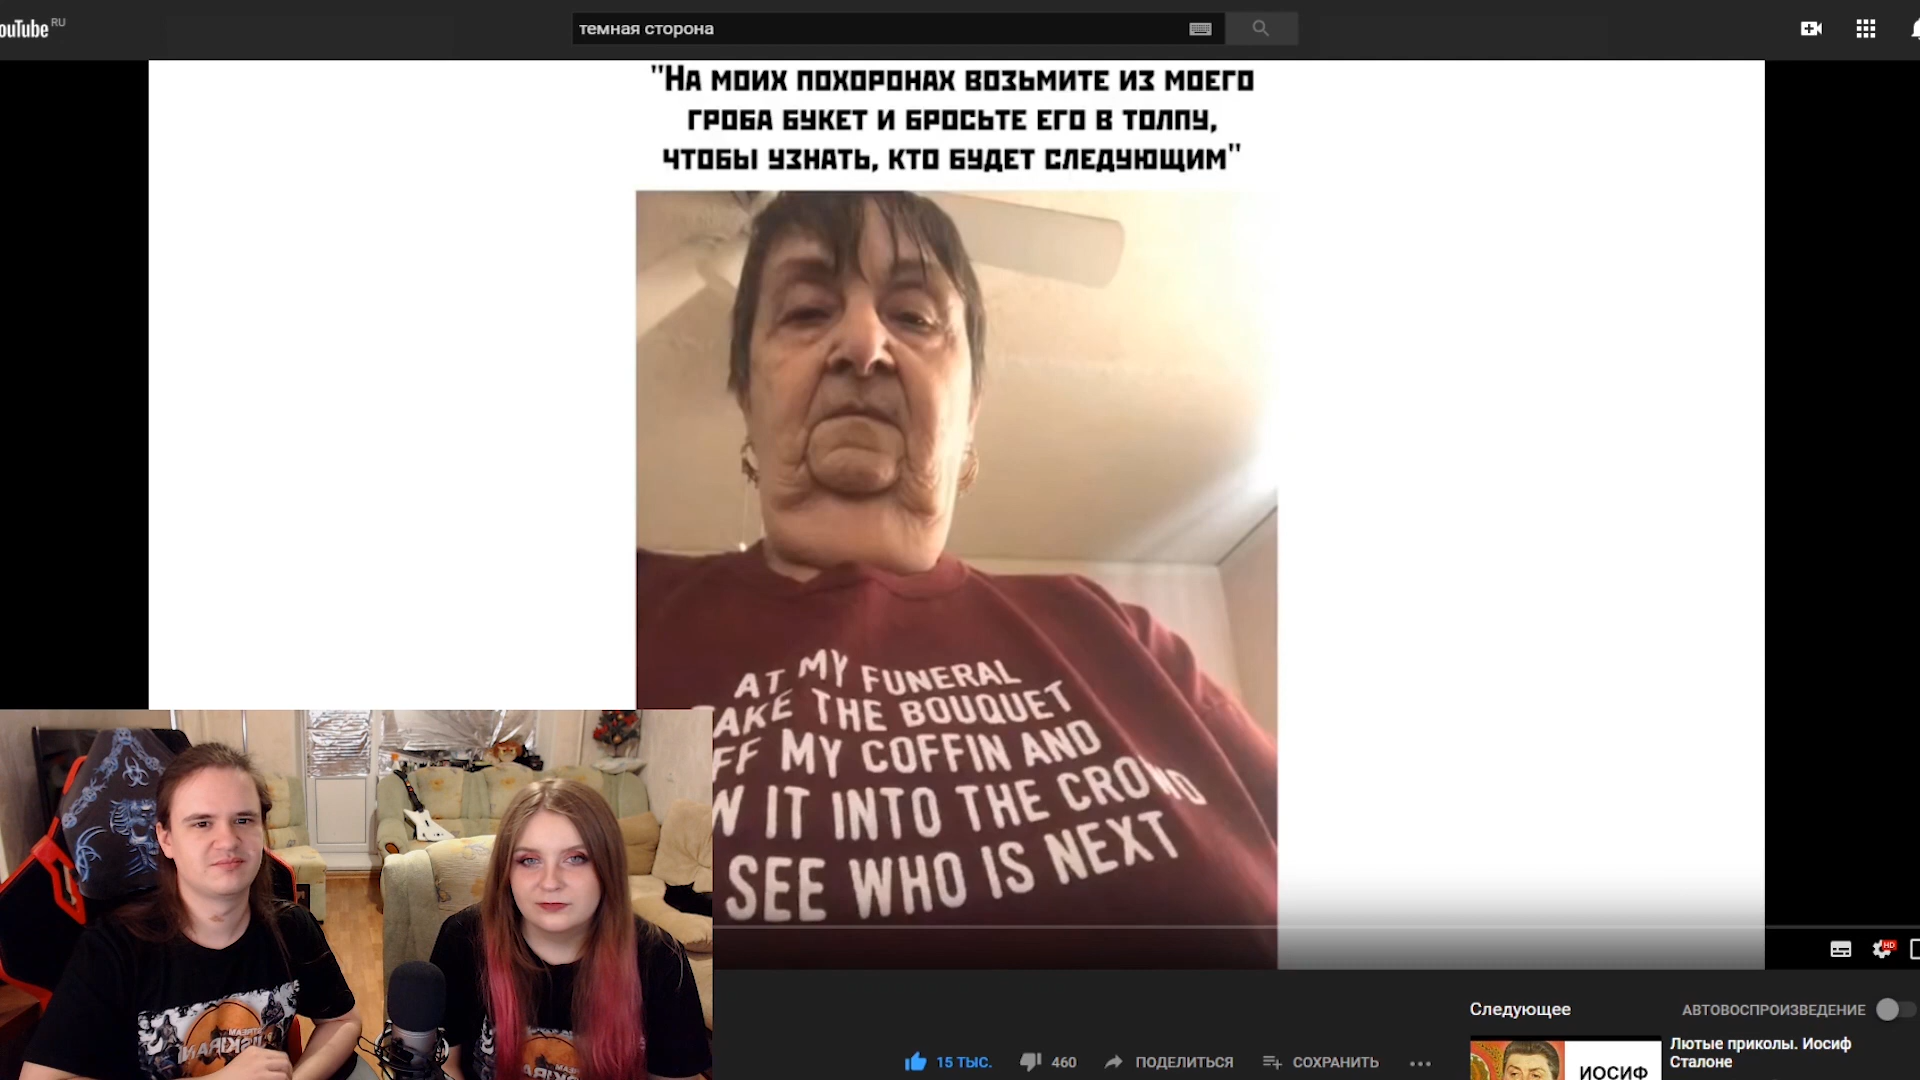 ouTube RU
темная сторона
"На моих похоронах возьмите из моего
гроба букет и бросьте его в толпу,
чтобы узнать, кто будет следующим"
AT MY FUNERAL
AKE THE BOUQUET
FF MY COFFIN AND
W IT INTO THE CROWD
SEE WHO IS NEXT
HD
Следующее
АВТОВОСПРОИЗВЕДЕНИЕ
15 ТЫС.
460
ПОДЕЛИТЬСЯ
СОХРАНИТЬ
Лютые приколы. Иосиф
Сталоне
ИОСИФ